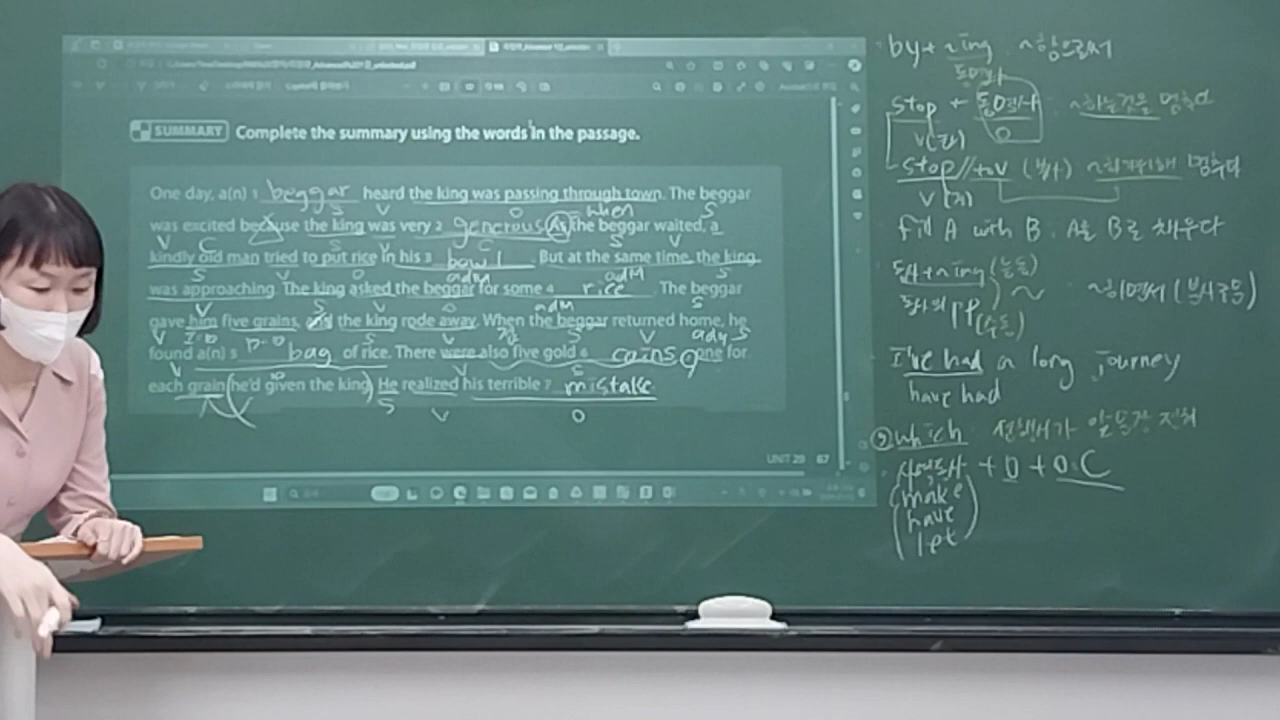 SUMMARY Complete the summary using the words in the passage.
One day, a(n) 1 beggar heard the king was passing through town. The beggar
S V O S
when
was excited because the king was very 2 generous. As the beggar waited, a
V C S V C S V
kindly old man tried to put rice in his 3 bowl. But at the same time, the king
S V O adM adM
was approaching. The king asked the beggar for some 4 rice. The beggar
V S V O adM S
gave him five grains, and the king rode away. When the beggar returned home, he
V I·O D·O S V 접 S V adv S
found a(n) 5 bag of rice. There were also five gold 6 coins, one for
V O V S
each grain (he'd given the king) He realized his terrible 7 mistake
S V O
UNIT 20 67
by + ~ing ~함으로써
동명사
stop + 동명사 ~하는것을 멈추다
V(타) O
stop // to V (부사) ~하기위해 멈추다
V (자)
fill A with B. A를 B로 채우다
동사+~ing (능동)
~ ~하면서 (분사구문)
동사의 pp (수동)
I've had a long journey
have had
which 선행사가 앞문장 전체
사역동사 + O + O.C
make
have
let